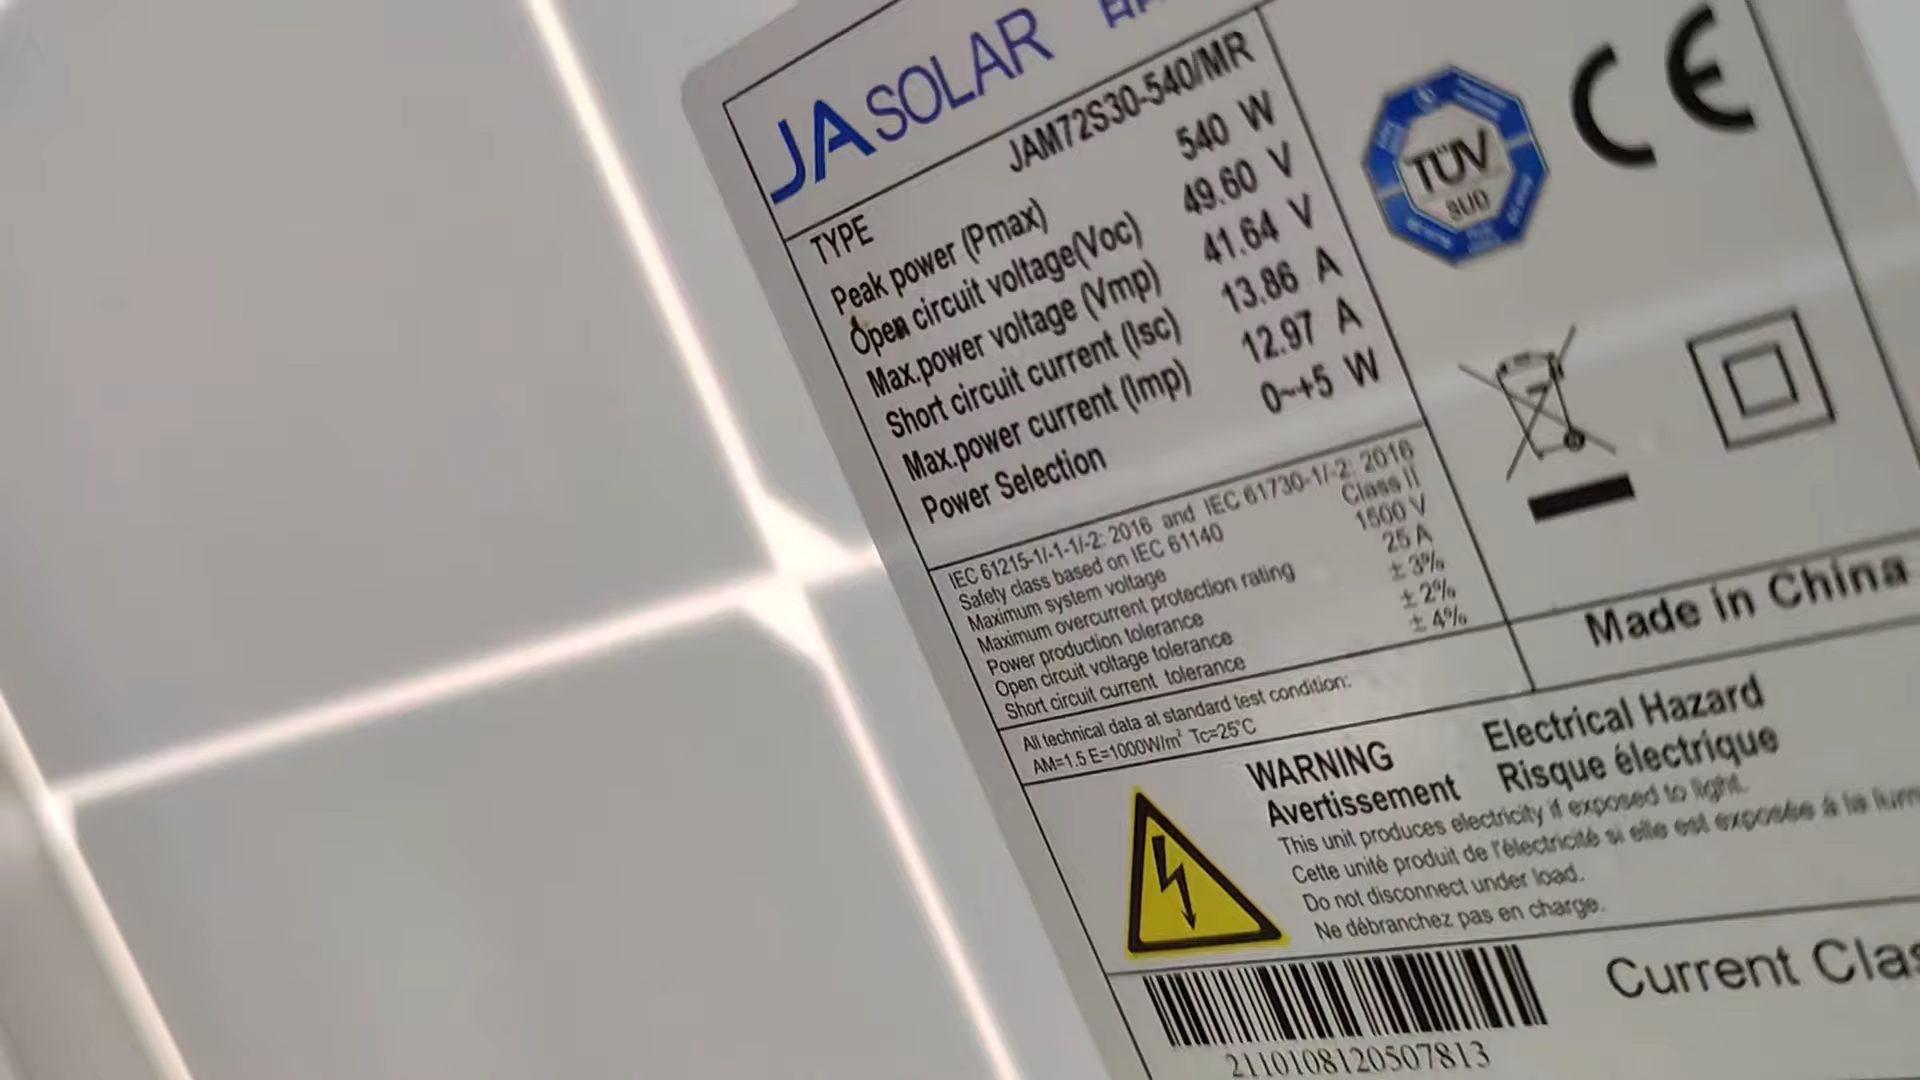 JASOLAR
TYPE JAM72S30-540/MR
Peak power (Pmax) 540 W
Open circuit voltage(Voc) 49.60 V
Max.power voltage (Vmp) 41.64 V
Short circuit current (Isc) 13.86 A
Max.power current (Imp) 12.97 A
Power Selection 0~+5 W
TÜV
SUD
CE
IEC 61215-1/-1-1/-2: 2016 and IEC 61730-1/-2: 2016
Safety class based on IEC 61140 Class II
Maximum system voltage 1500 V
Maximum overcurrent protection rating 25 A
Power production tolerance ± 3%
Open circuit voltage tolerance ± 2%
Short circuit current tolerance ± 4%
Made in China
All technical data at standard test condition:
AM=1.5 E=1000W/m² Tc=25°C
WARNING Electrical Hazard
Avertissement Risque électrique
This unit produces electricity if exposed to light.
Cette unité produit de l'électricité si elle est exposée à la
Do not disconnect under load.
Ne débranchez pas en charge.
Current
2110108120507813